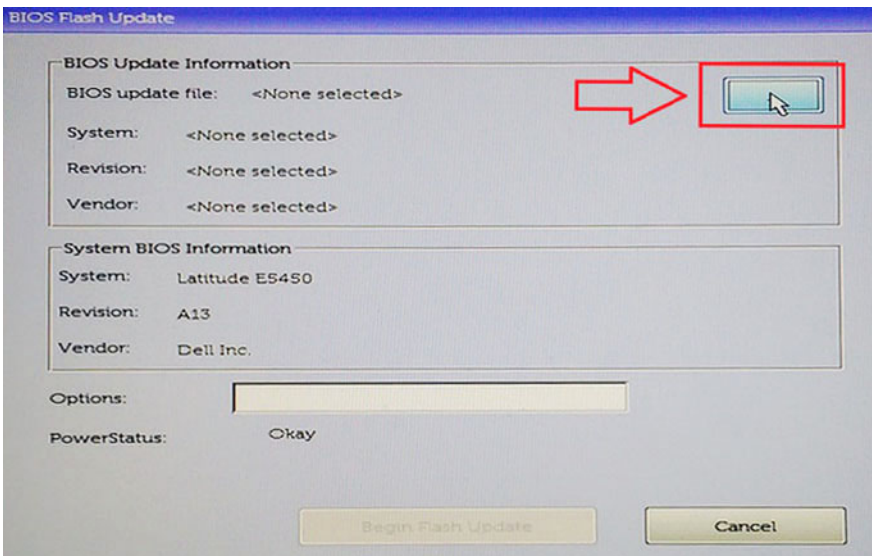 BIOS Flash Update
BIOS Update Information
BIOS update file: <None selected>
System: <None selected>
Revision: <None selected>
Vendor: <None selected>
System BIOS Information
System: Latitude E5450
Revision: A13
Vendor: Dell Inc.
Options:
PowerStatus: Okay
Begin Flash Update
Cancel